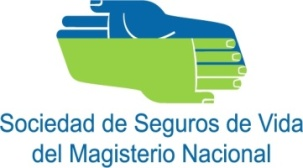 Sociedad de Seguros de Vida
del Magisterio Nacional